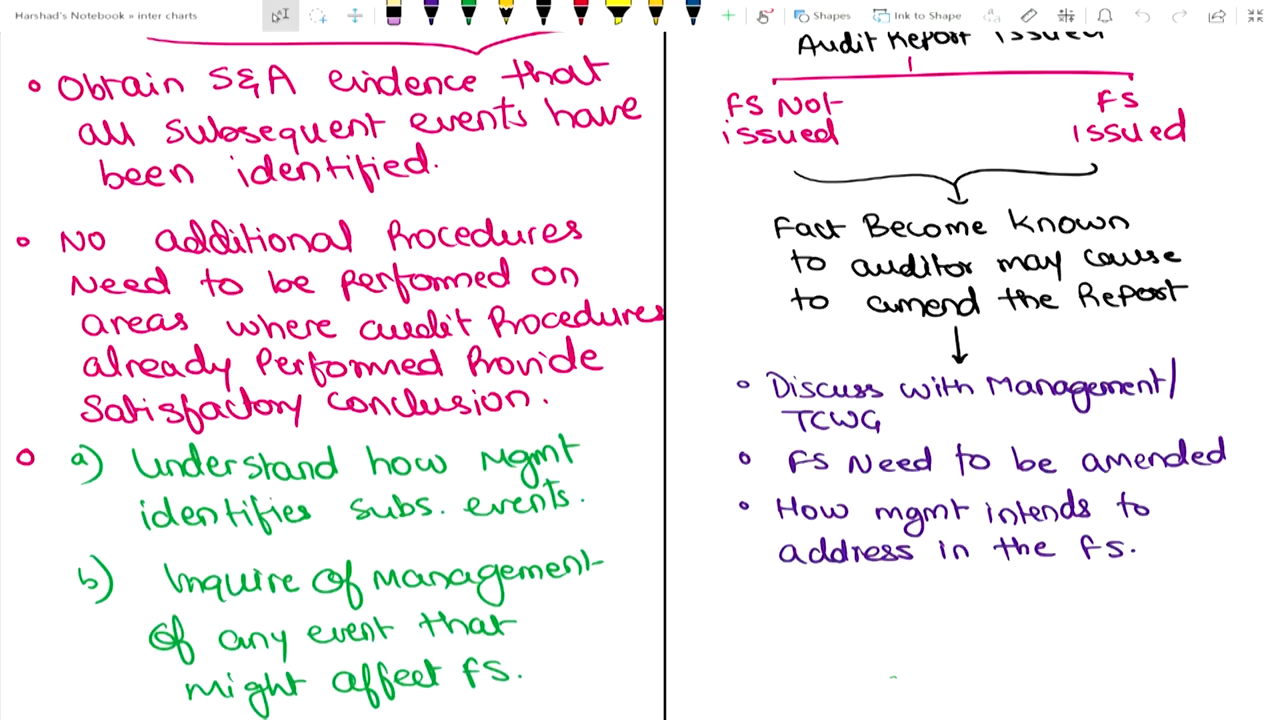 Harshad's Notebook » inter charts
Shapes
Ink to Shape
Obtain S&A evidence that
all subsequent events have
been identified.
No additional Procedures
Need to be performed on
areas where audit Procedures
already Performed Provide
Satisfactory conclusion.
a) Understand how Mgmt
identifies subs. events.
b) Inquire of management
of any event that
might affect FS.
Audit Report issued
FS Not
issued
FS
issued
Fact Become Known
to auditor may cause
to amend the Report
Discuss with Management/
TCWG
FS Need to be amended
How mgmt intends to
address in the FS.